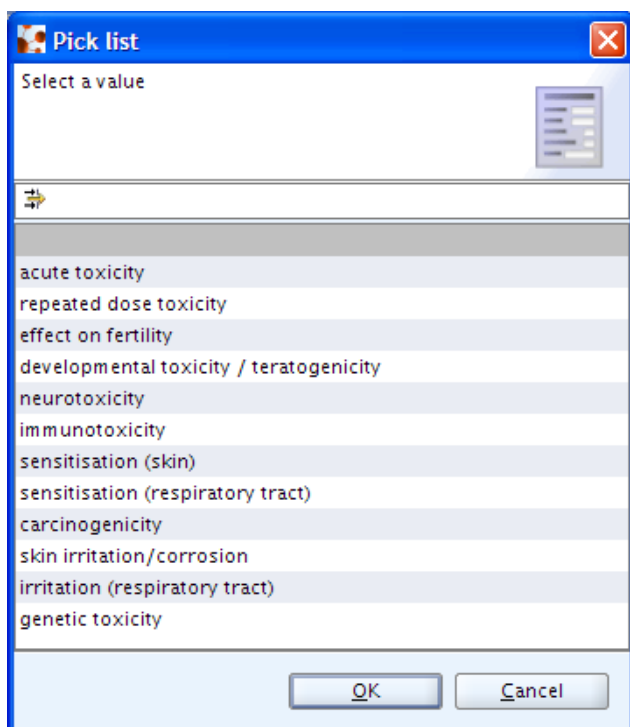 Pick list
Select a value
acute toxicity
repeated dose toxicity
effect on fertility
developmental toxicity / teratogenicity
neurotoxicity
immunotoxicity
sensitisation (skin)
sensitisation (respiratory tract)
carcinogenicity
skin irritation/corrosion
irritation (respiratory tract)
genetic toxicity
OK Cancel